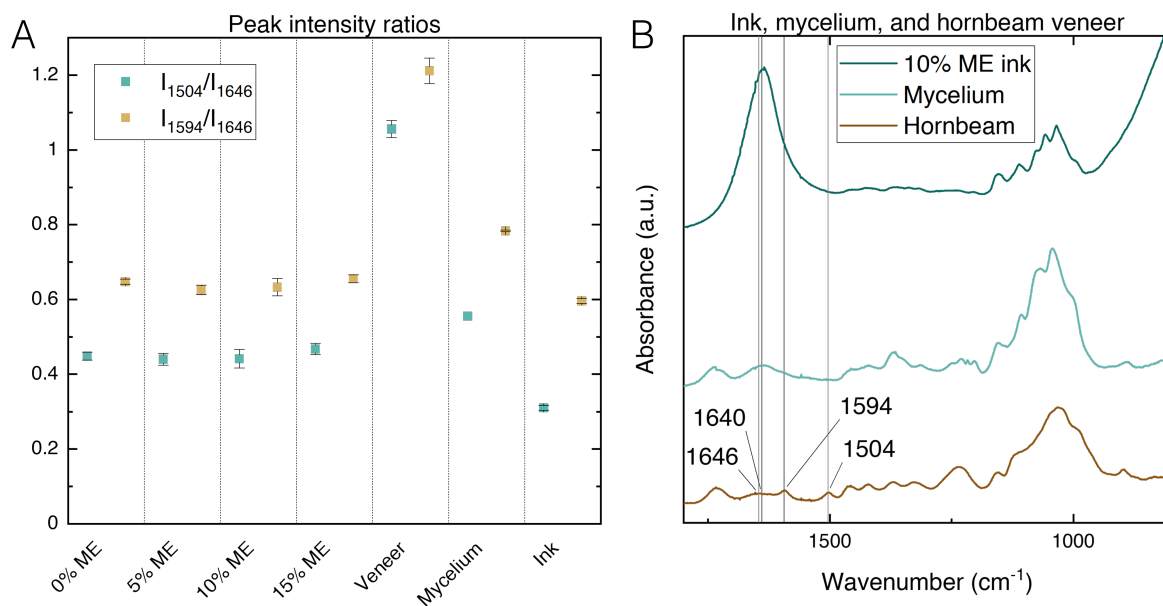 A
Peak intensity ratios
I1504/I1646
I1594/I1646
1.2
1
0.8
0.6
0.4
0.2
0
0% ME
5% ME
10% ME
15% ME
Veneer
Mycelium
Ink
B
Ink, mycelium, and hornbeam veneer
10% ME ink
Mycelium
Hornbeam
Absorbance (a.u.)
1640
1646
1594
1504
1500
1000
Wavenumber (cm-1)